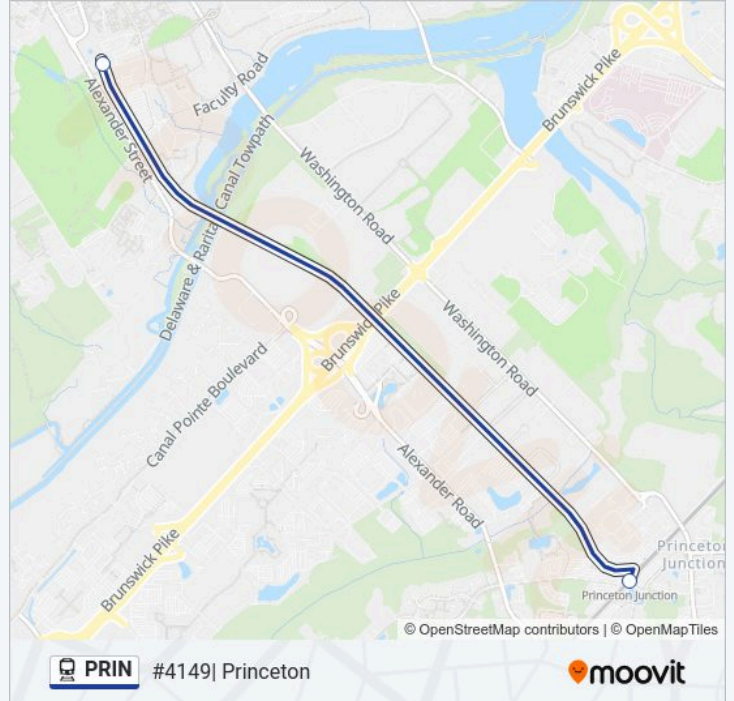 Faculty Road
Alexander Street
Brunswick Pike
Delaware & Raritan Canal Towpath
Washington Road
Brunswick Pike
Washington Road
Canal Pointe Boulevard
Alexander Road
Brunswick Pike
Princeton
Junction
Princeton Junction
© OpenStreetMap contributors | © OpenMapTiles
PRIN #4149| Princeton
moovit